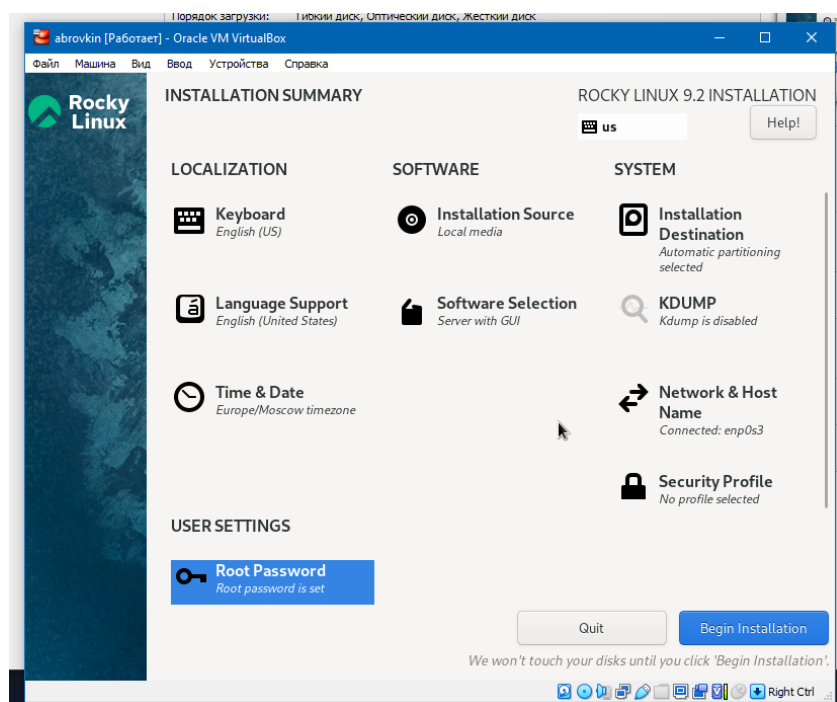 Порядок загрузки: Гибкий диск, Оптический диск, Жесткий диск
abrovkin [Работает] - Oracle VM VirtualBox
Файл Машина Вид Ввод Устройства Справка
Rocky
Linux
INSTALLATION SUMMARY
ROCKY LINUX 9.2 INSTALLATION
us
Help!
LOCALIZATION
Keyboard
English (US)
Language Support
English (United States)
Time & Date
Europe/Moscow timezone
SOFTWARE
Installation Source
Local media
Software Selection
Server with GUI
SYSTEM
Installation
Destination
Automatic partitioning
selected
KDUMP
Kdump is disabled
Network & Host
Name
Connected: enp0s3
Security Profile
No profile selected
USER SETTINGS
Root Password
Root password is set
Quit
Begin Installation
We won't touch your disks until you click 'Begin Installation'.
Right Ctrl